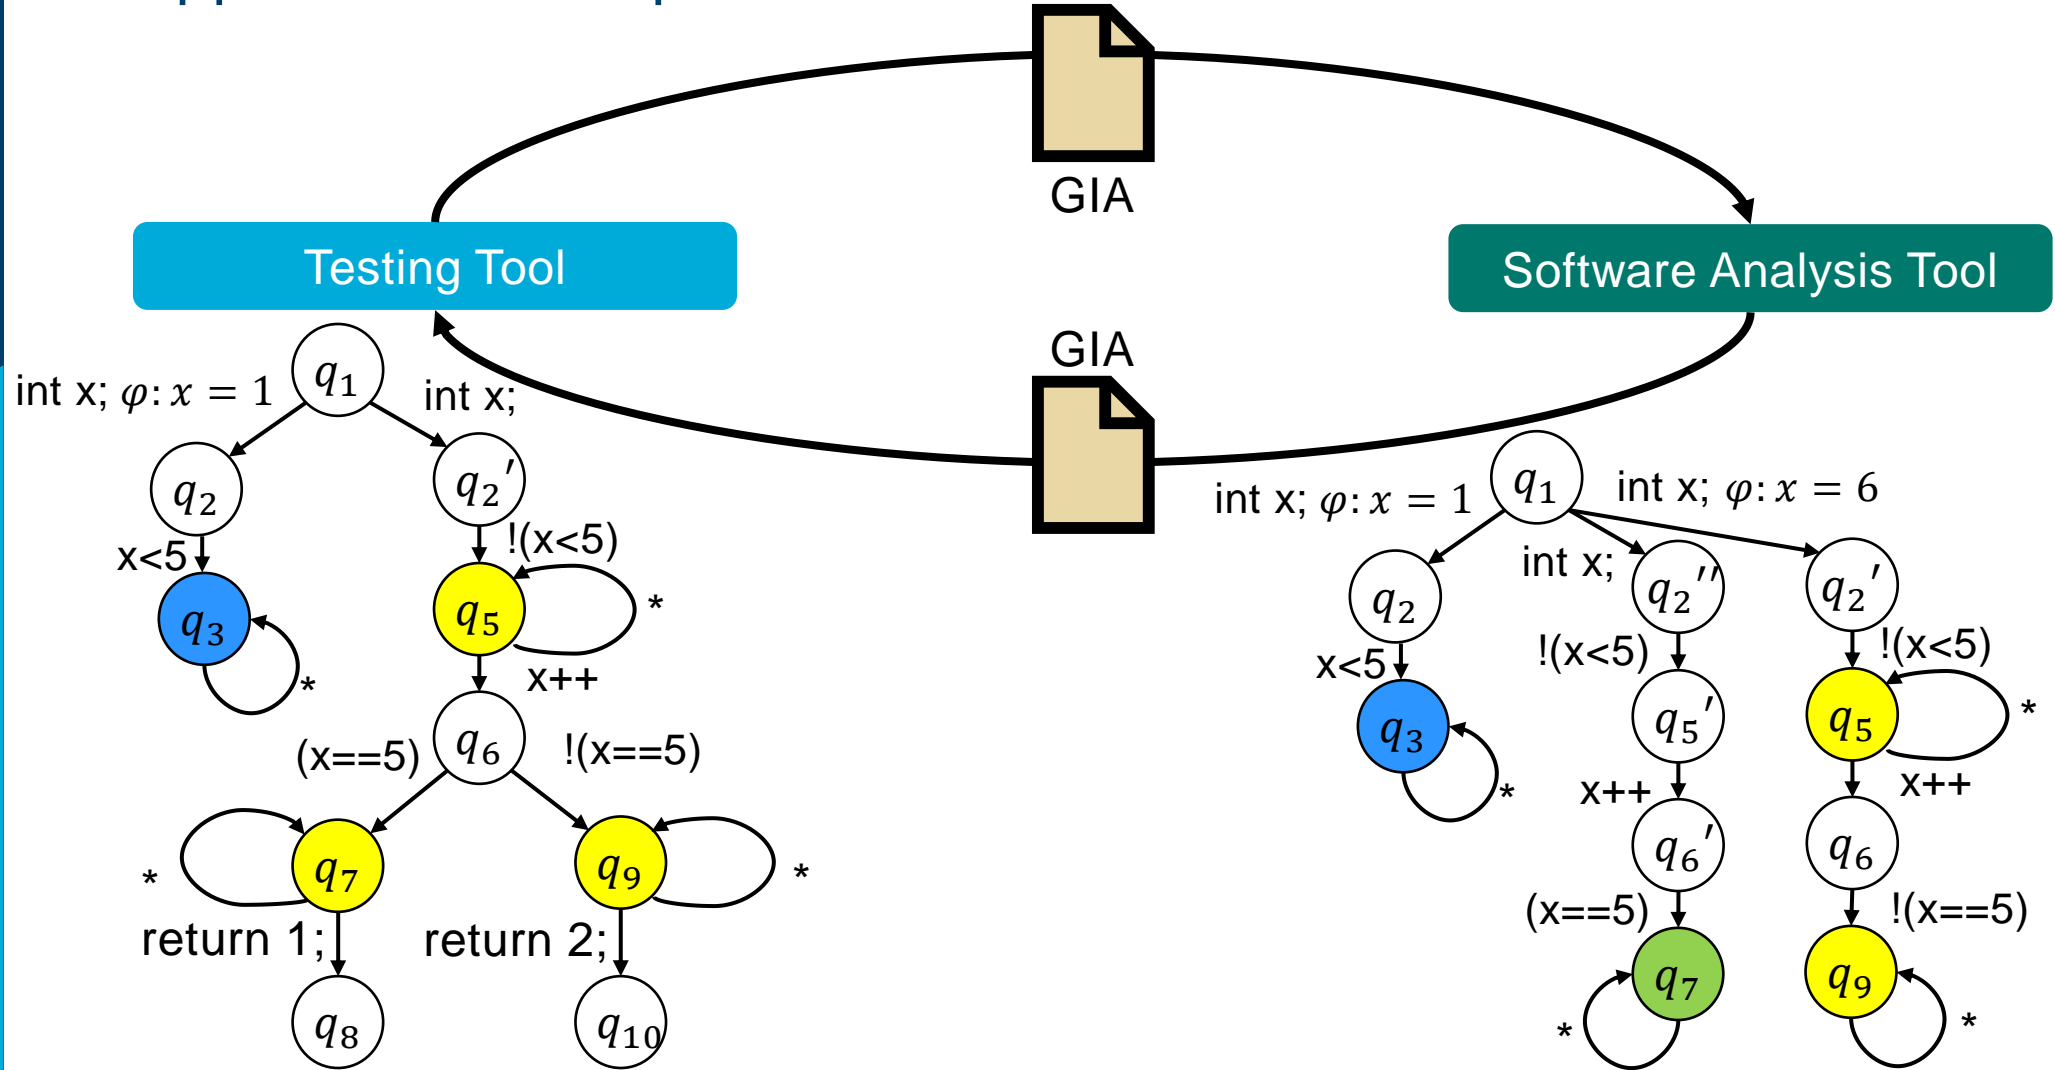 GIA
Testing Tool
Software Analysis Tool
GIA
q₁
int x; φ: x = 1
int x;
q₂
q₂′
x<5
!(x<5)
q₃
*
q₅
*
x++
q₆
(x==5)
!(x==5)
q₇
*
q₉
*
return 1;
return 2;
q₈
q₁₀
q₁
int x; φ: x = 1
int x; φ: x = 6
int x;
q₂
q₂′′
q₂′
x<5
!(x<5)
!(x<5)
q₃
*
q₅′
q₅
*
x++
x++
q₆′
q₆
(x==5)
!(x==5)
q₇
*
q₉
*